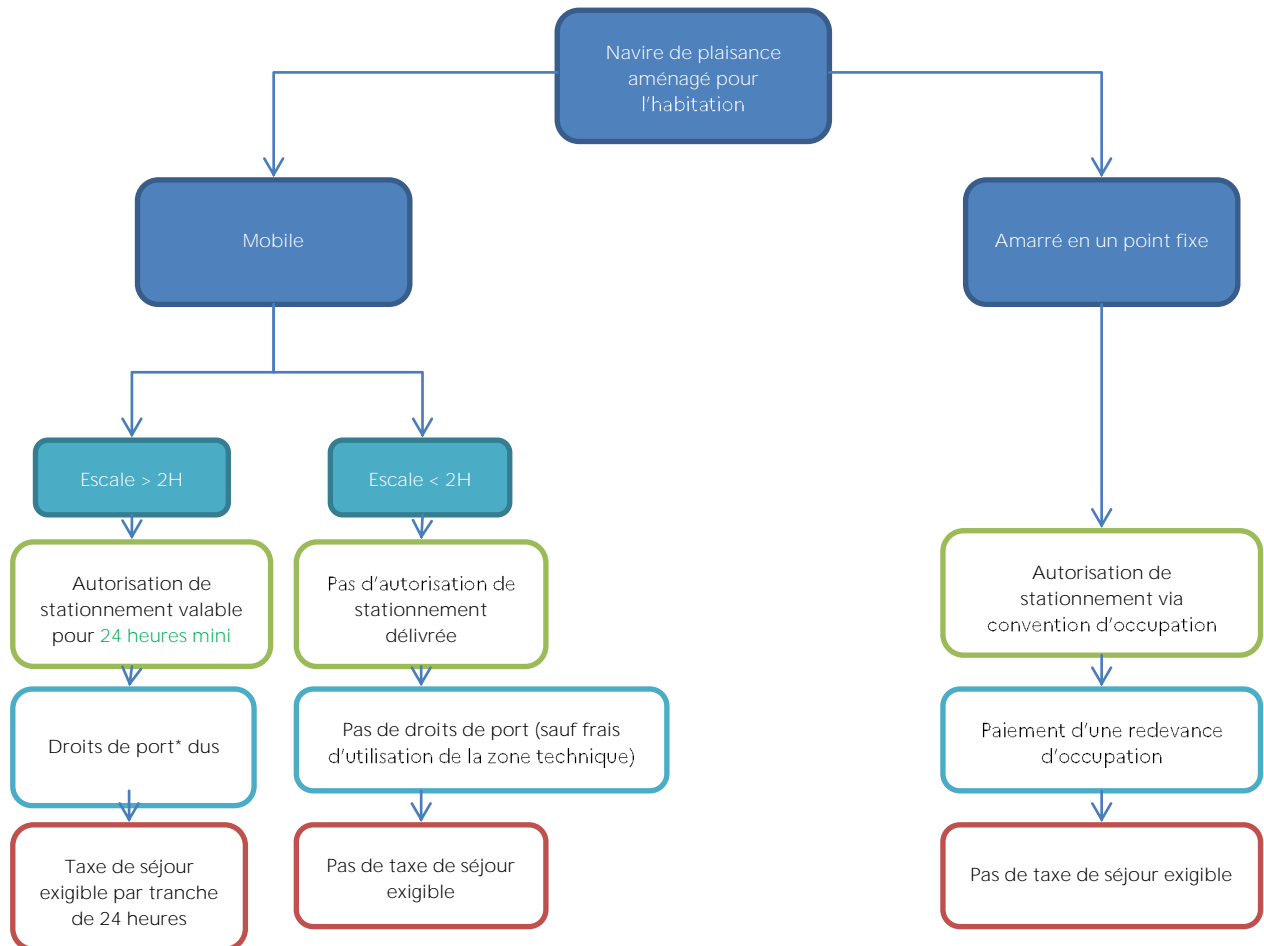 Navire de plaisance
aménagé pour
l'habitation
Mobile
Amarré en un point fixe
Escale > 2H
Escale < 2H
Autorisation de
stationnement valable
pour 24 heures mini
Pas d'autorisation de
stationnement
délivrée
Autorisation de
stationnement via
convention d'occupation
Droits de port* dus
Pas de droits de port (sauf frais
d'utilisation de la zone technique)
Paiement d'une redevance
d'occupation
Taxe de séjour
exigible par tranche
de 24 heures
Pas de taxe de séjour
exigible
Pas de taxe de séjour exigible